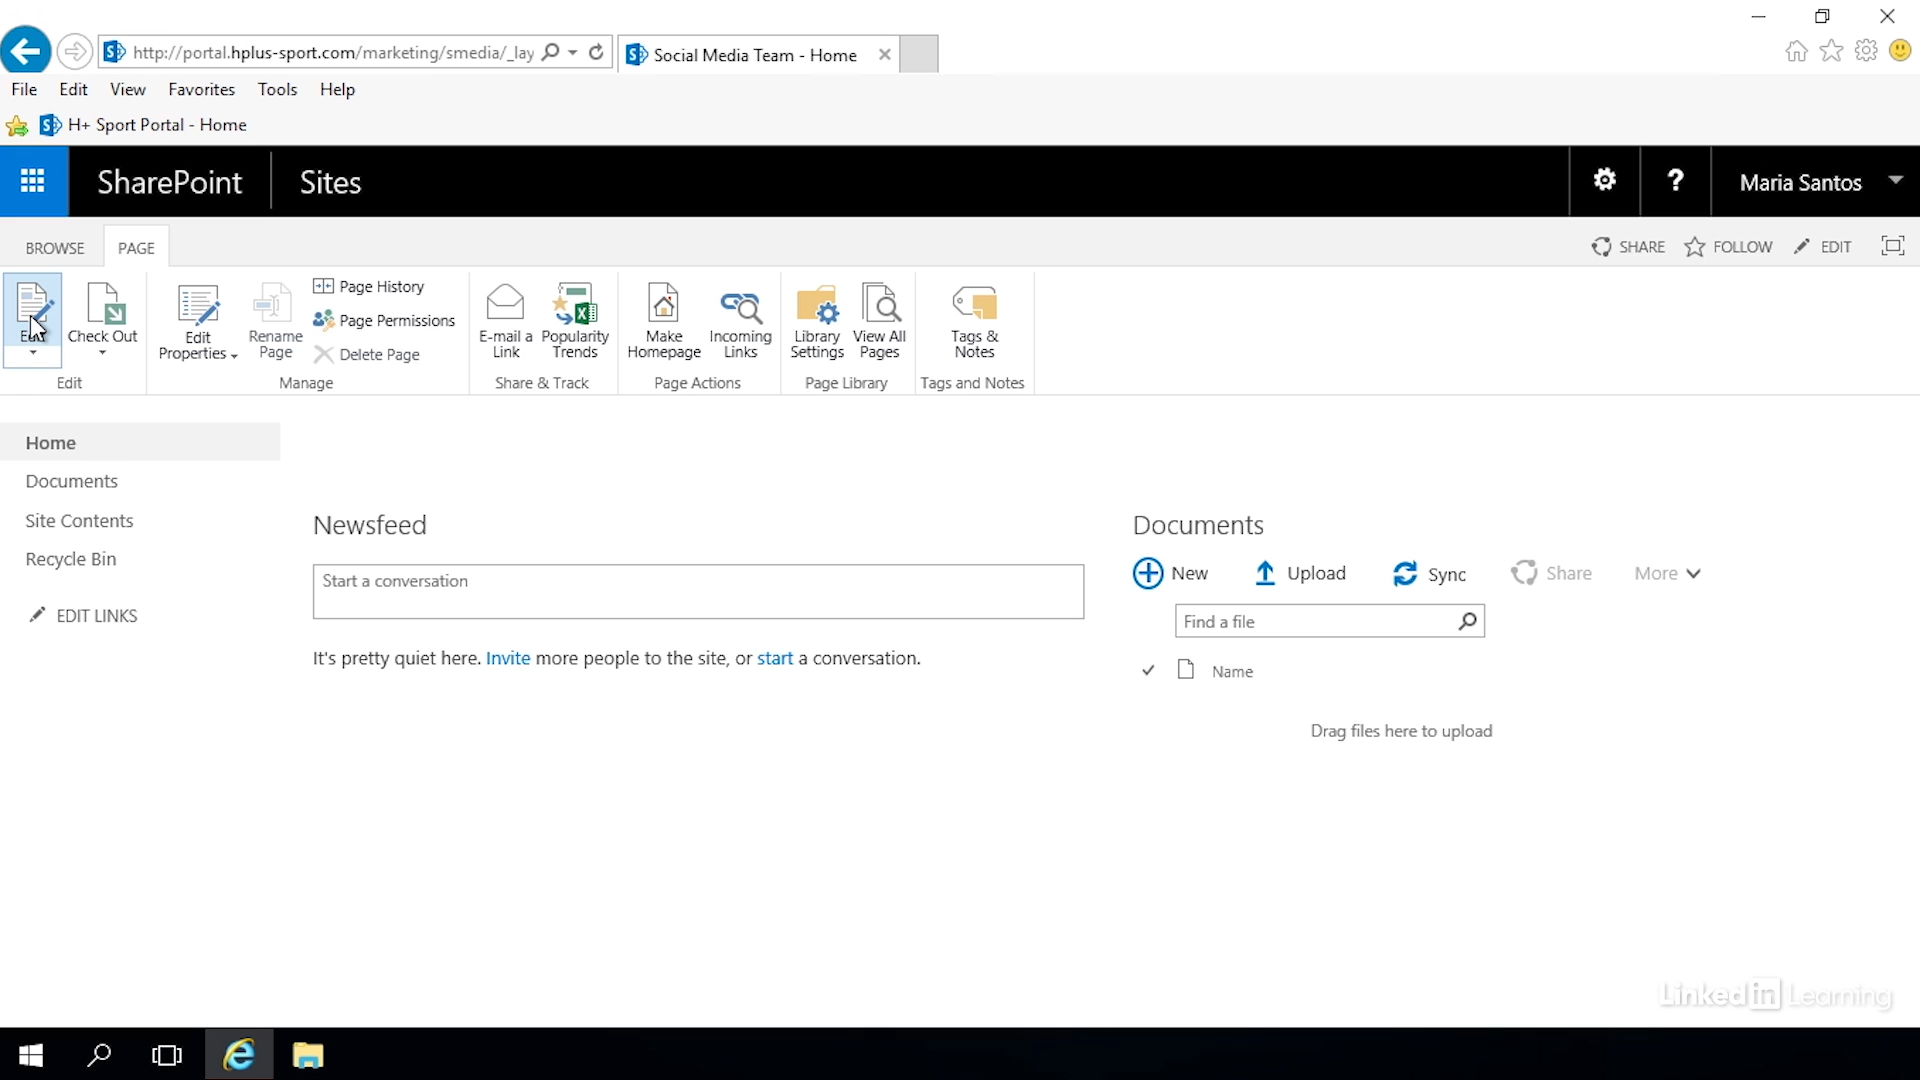 http://portal.hplus-sport.com/marketing/smedia/_lay
Social Media Team - Home
File Edit View Favorites Tools Help
H+ Sport Portal - Home
SharePoint Sites
? Maria Santos
BROWSE PAGE
SHARE FOLLOW EDIT
Edit
Check Out
Edit Properties
Rename Page
Page History
Page Permissions
Delete Page
E-mail a Link
Popularity Trends
Make Homepage
Incoming Links
Library Settings
View All Pages
Tags & Notes
Edit Manage Share & Track Page Actions Page Library Tags and Notes
Home
Documents
Site Contents
Recycle Bin
EDIT LINKS
Newsfeed
Start a conversation
It's pretty quiet here. Invite more people to the site, or start a conversation.
Documents
New Upload Sync Share More
Find a file
Name
Drag files here to upload
Linked in Learning